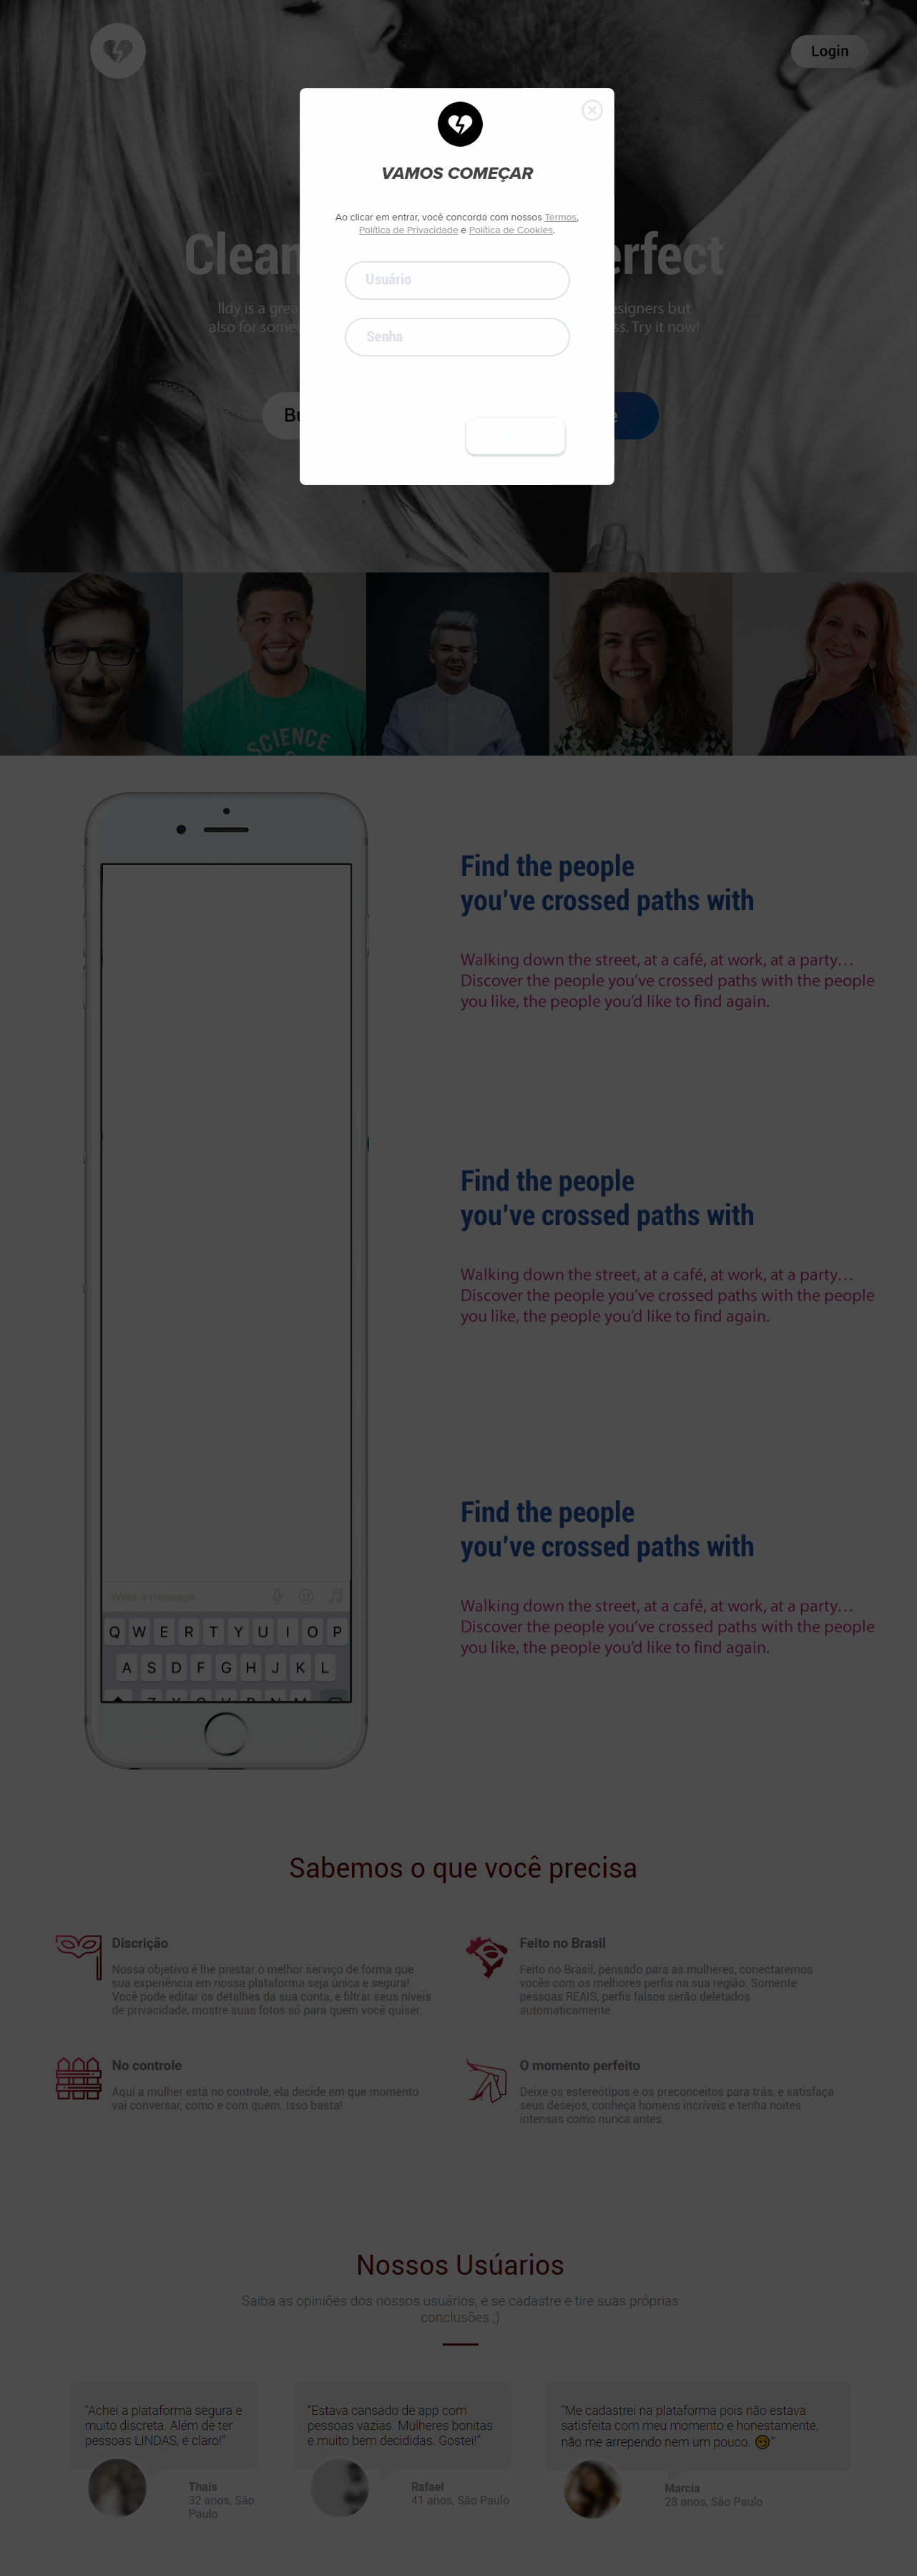 Login
VAMOS COMEÇAR
Ao clicar em entrar, você concorda com nossos Termos,
Política de Privacidade e Política de Cookies.
Clean
erfect
Usuário
Ildy is a grea
esigners but
also for some
ss. Try it now!
Senha
SCIENCE
Find the people
you've crossed paths with
Walking down the street, at a café, at work, at a party…
Discover the people you've crossed paths with the people
you like, the people you'd like to find again.
Find the people
you've crossed paths with
Walking down the street, at a café, at work, at a party…
Discover the people you've crossed paths with the people
you like, the people you'd like to find again.
Find the people
you've crossed paths with
Walking down the street, at a café, at work, at a party…
Discover the people you've crossed paths with the people
you like, the people you'd like to find again.
Write a message...
Q W E R T Y U I O P
A S D F G H J K L
Z X C V B N M
Sabemos o que você precisa
Discrição
Nossa objetivo é lhe prestar o melhor serviço de forma que
sua experiência em nossa plataforma seja única e segura!
Você pode editar os detalhes da sua conta, e filtrar seus níveis
de privacidade, mostre suas fotos só para quem você quiser.
Feito no Brasil
Feito no Brasil, pensado para as mulheres, conectaremos
vocês com os melhores perfis na sua região. Somente
pessoas REAIS, perfis falsos serão deletados
automaticamente.
No controle
Aqui a mulher está no controle, ela decide em que momento
vai conversar, como e com quem. Isso basta!
O momento perfeito
Deixe os estereótipos e os preconceitos para trás, e satisfaça
seus desejos, conheça homens incríveis e tenha noites
intensas como nunca antes.
Nossos Usúarios
Saiba as opiniões dos nossos usuários, e se cadastre e tire suas próprias
conclusões ;)
“Achei a plataforma segura e
muito discreta. Além de ter
pessoas LINDAS, é claro!”
Thaís
32 anos, São
Paulo
“Estava cansado de app com
pessoas vazias. Mulheres bonitas
e muito bem decididas. Gostei!”
Rafael
41 anos, São Paulo
“Me cadastrei na plataforma pois não estava
satisfeita com meu momento e honestamente,
não me arrependo nem um pouco. 😏”
Marcia
28 anos, São Paulo